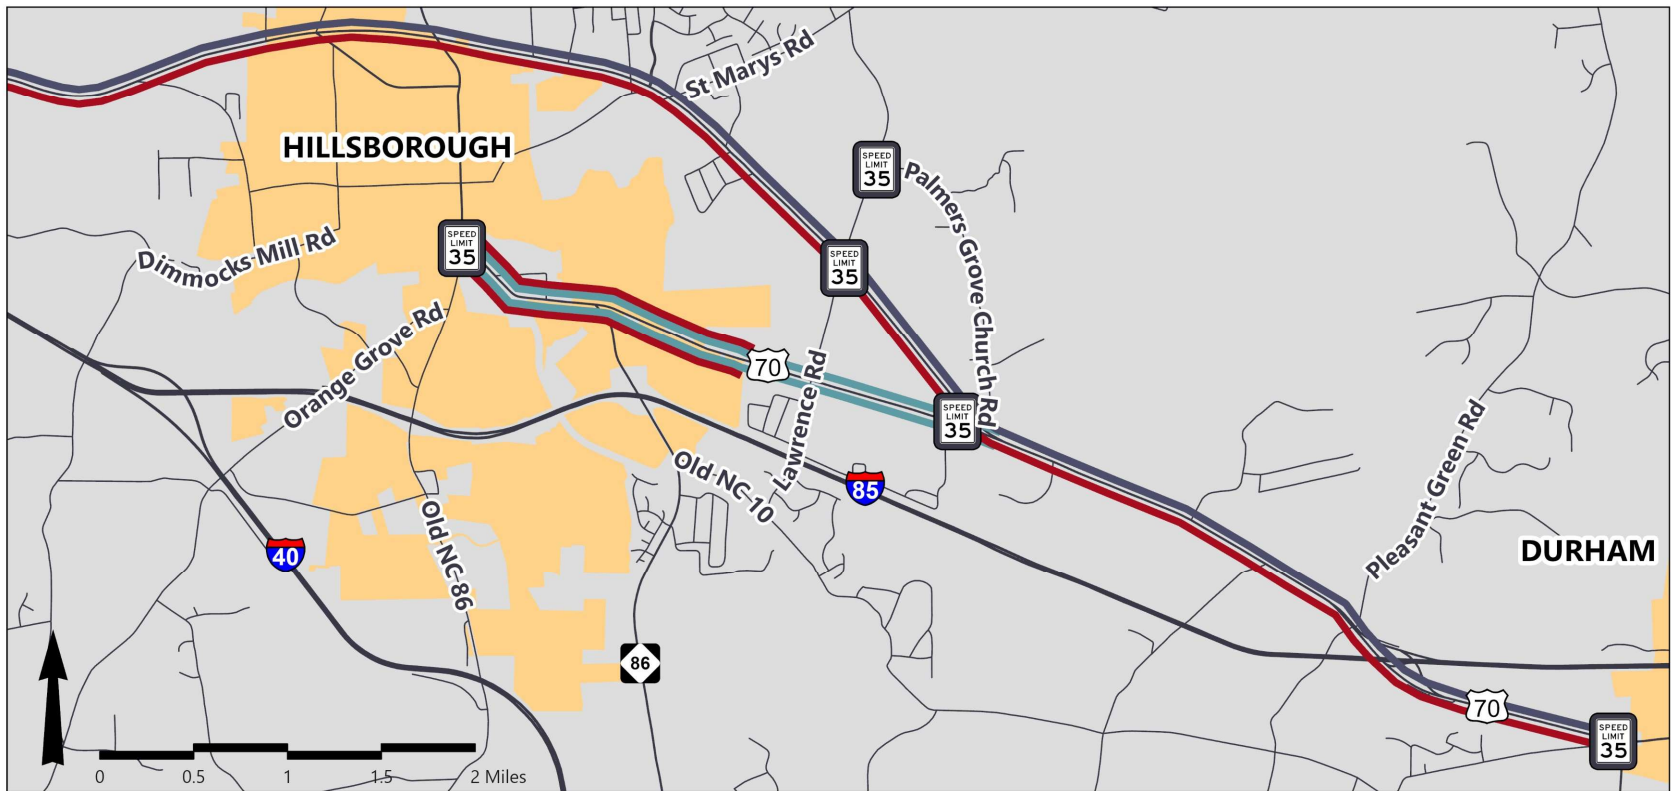 St Marys Rd
HILLSBOROUGH
SPEED
LIMIT
35
Palmers Grove Church Rd
Dimmocks Mill Rd
SPEED
LIMIT
35
SPEED
LIMIT
35
Orange Grove Rd
70
Lawrence Rd
SPEED
LIMIT
35
Pleasant Green Rd
Old NC 10
85
Old NC 86
40
DURHAM
86
70
SPEED
LIMIT
35
0 0.5 1 1.5 2 Miles